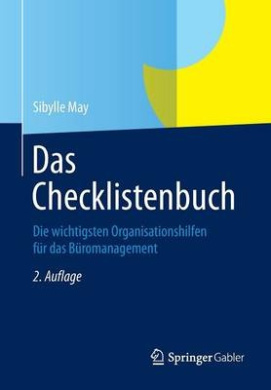 Sibylle May
Das
Checklistenbuch
Die wichtigsten Organisationshilfen
für das Büromanagement
2. Auflage
Springer Gabler